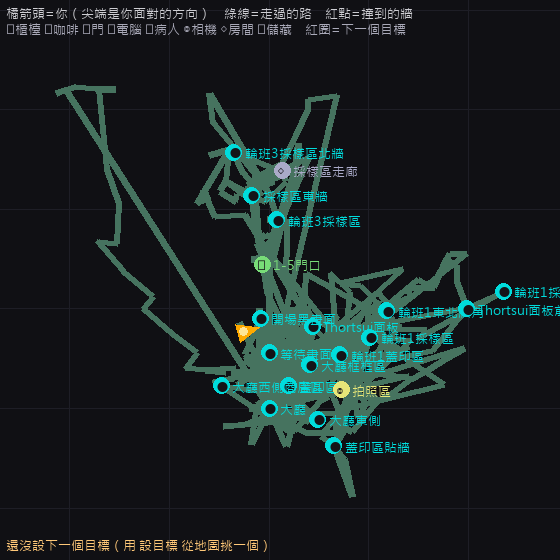 橘箭頭=你（尖端是你面對的方向） 綠線=走過的路 紅點=撞到的牆
櫃檯 咖啡 門 電腦 病人 相機 房間 儲藏 紅圈=下一個目標
輪班3採樣區北牆
採樣區走廊
採樣區東牆
輪班3採樣區
1-5門口
輪班1採
Thortsui面板前
輪班1東北
開場黑畫面
Thortsui面板
輪班1採樣區
等待畫面
輪班1蓋印區
大廳框框區
大廳西側
拍照區
大廳
大廳東側
蓋印區貼牆
還沒設下一個目標（用 設目標 從地圖挑一個）